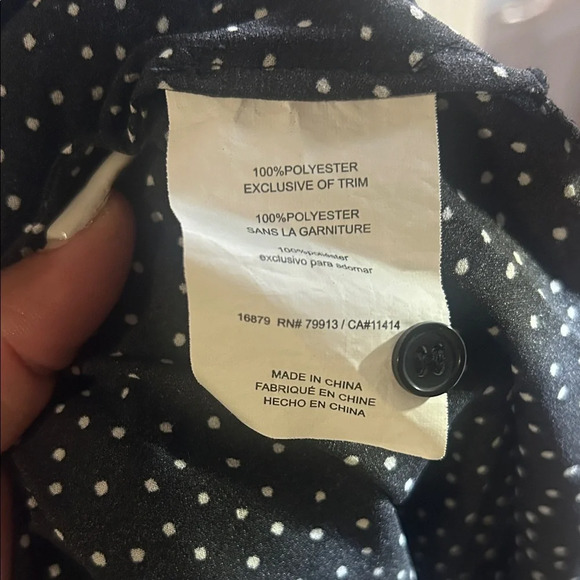 100%POLYESTER
EXCLUSIVE OF TRIM
100%POLYESTER
SANS LA GARNITURE
100%polyester
exclusivo para adornar
16879 RN# 79913 / CA#11414
MADE IN CHINA
FABRIQUÉ EN CHINE
HECHO EN CHINA